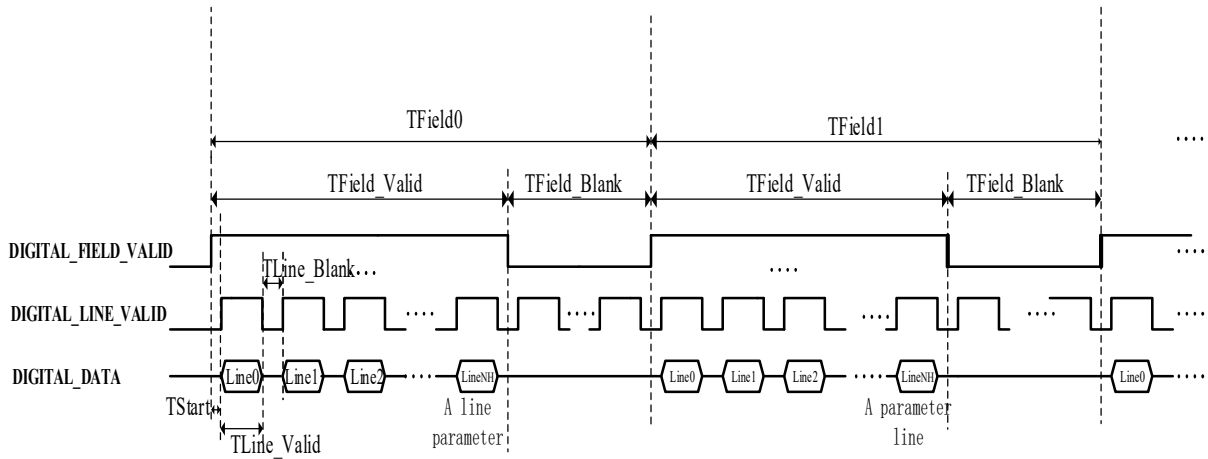 TField0
TField1
····
TField_Valid
TField_Blank
TField_Valid
TField_Blank
DIGITAL_FIELD_VALID
····
TLine_Blank
····
····
DIGITAL_LINE_VALID
····
····
····
····
····
DIGITAL_DATA
Line0
Line1
Line2
····
LineNH
Line0
Line1
Line2
····
LineNH
Line0
····
TStart
A line
parameter
A parameter
line
TLine_Valid